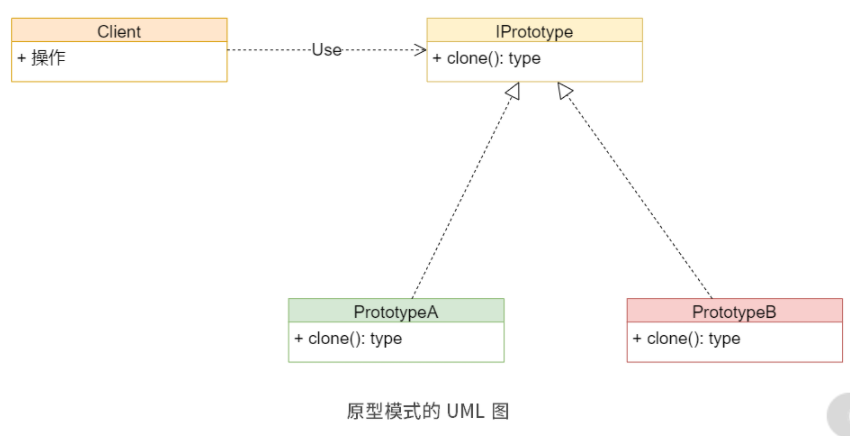 Client
+ 操作
Use
IPrototype
+ clone(): type
PrototypeA
+ clone(): type
PrototypeB
+ clone(): type
原型模式的 UML 图